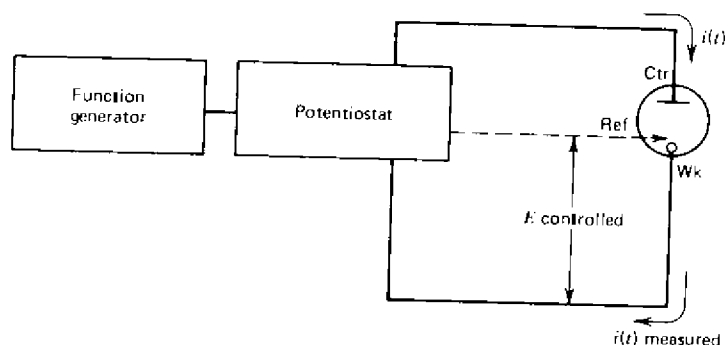 Function
generator
Potentiostat
i(t)
Ctr
Ref
Wk
E controlled
i(t) measured